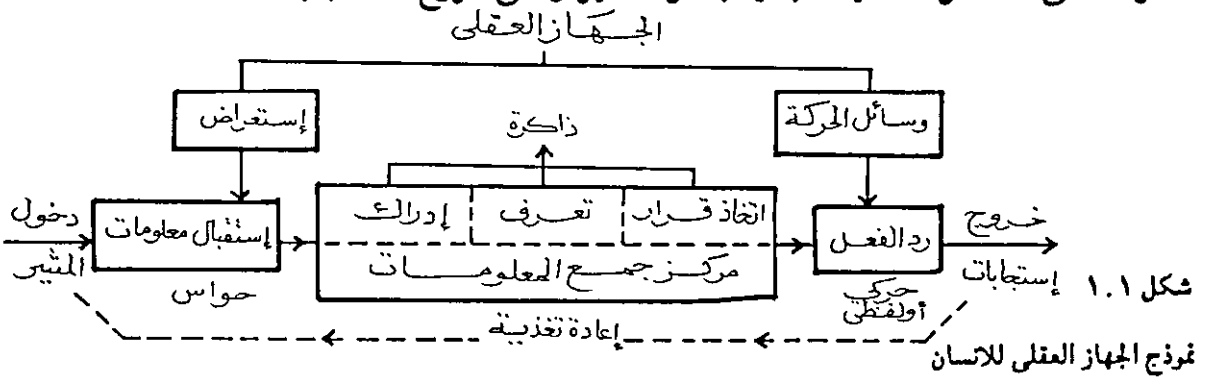 الجهاز العقلى
إستعراض
وسائل الحركة
ذاكرة
دخول
المثير
إستقبال معلومات
حواس
إدراك
تعرف
اتخاذ قرار
مركز جمع المعلومات
رد الفعل
حركى
أولفظى
خروج
إستجابات
إعادة تغذيته
شكل ١.١
نموذج الجهاز العقلى للانسان